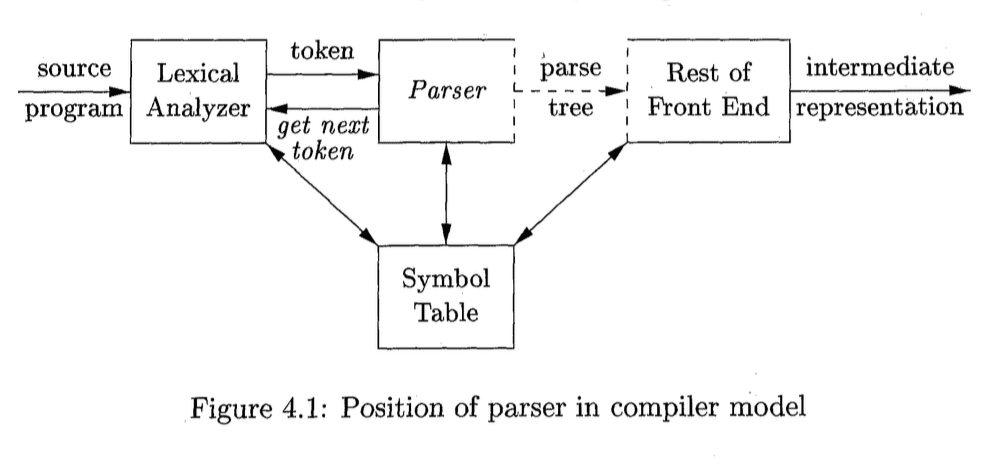 source
program
Lexical
Analyzer
token
get next
token
Parser
parse
tree
Rest of
Front End
intermediate
representation
Symbol
Table
Figure 4.1: Position of parser in compiler model